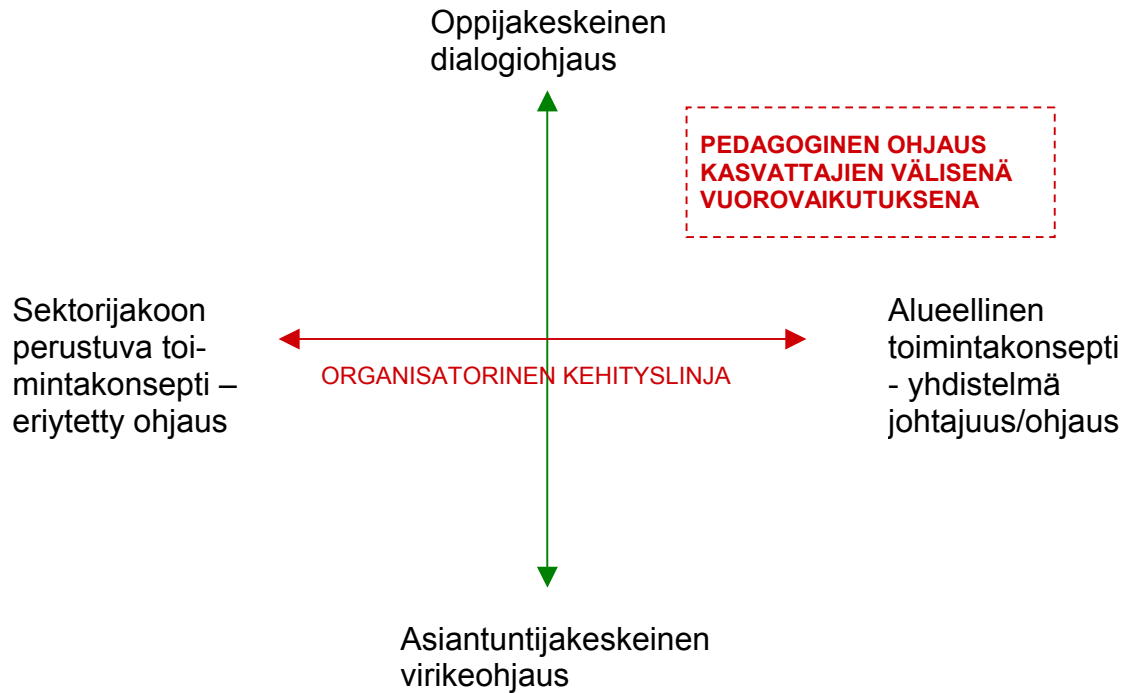 Oppijakeskeinen
dialogiohjaus
PEDAGOGINEN OHJAUS
KASVATTAJIEN VÄLISENÄ
VUOROVAIKUTUKSENA
Sektorijakoon
perustuva toi-
mintakonsepti –
eriytetty ohjaus
ORGANISATORINEN KEHITYSLINJA
Alueellinen
toimintakonsepti
- yhdistelmä
johtajuus/ohjaus
Asiantuntijakeskeinen
virikeohjaus